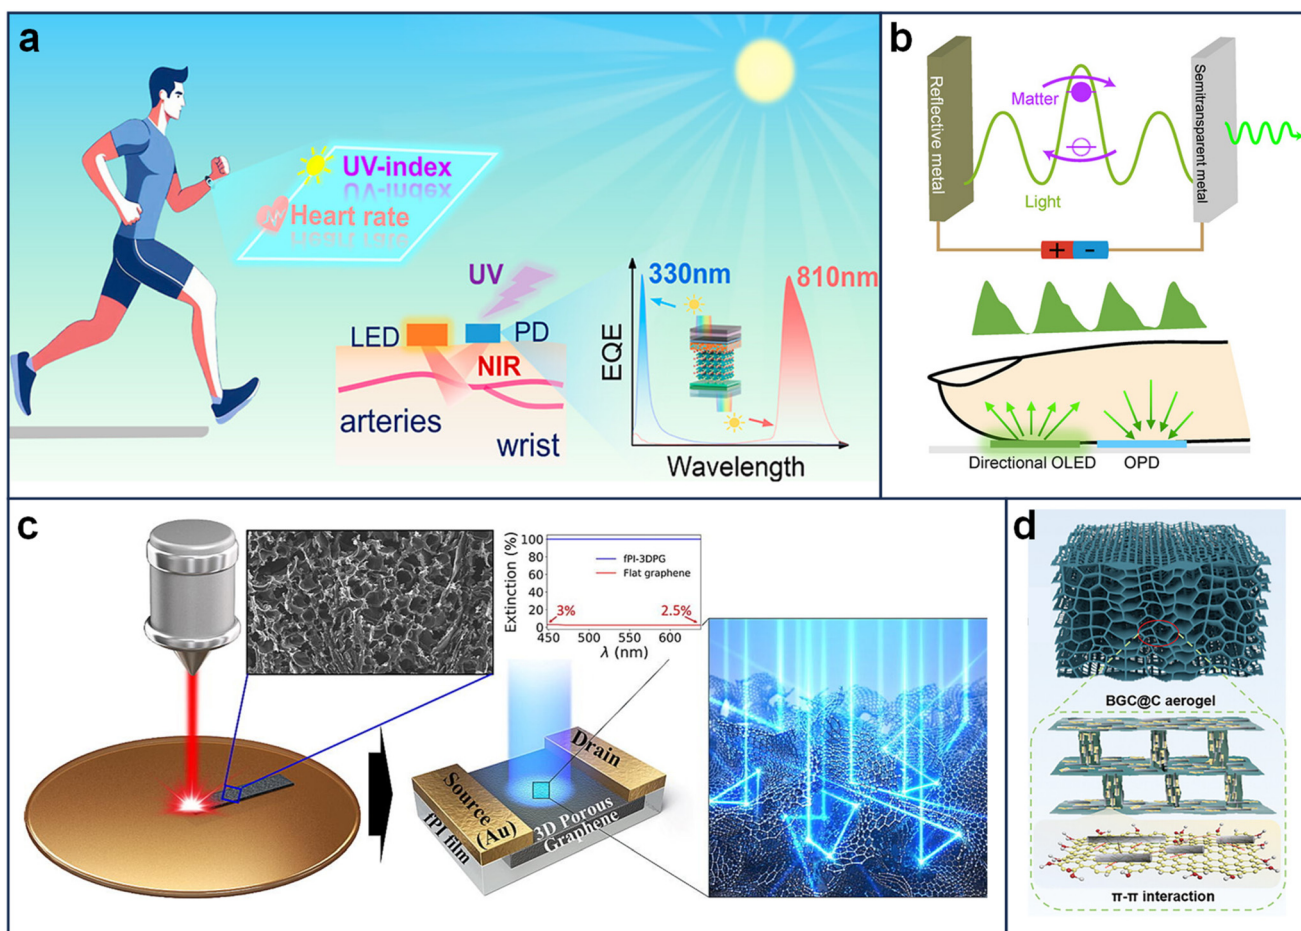 a
UV-index
Heart rate
UV
LED
PD
NIR
arteries
wrist
330nm
810nm
EQE
Wavelength
b
Reflective metal
Matter
Light
Semitransparent metal
+
-
Directional OLED
OPD
c
Extinction (%)
100
80
60
40
20
0
fPI-3DPG
Flat graphene
3%
2.5%
450
500
550
600
λ (nm)
Drain
Source
(Au)
fPI film
3D Porous
Graphene
d
BGC@C aerogel
π-π interaction